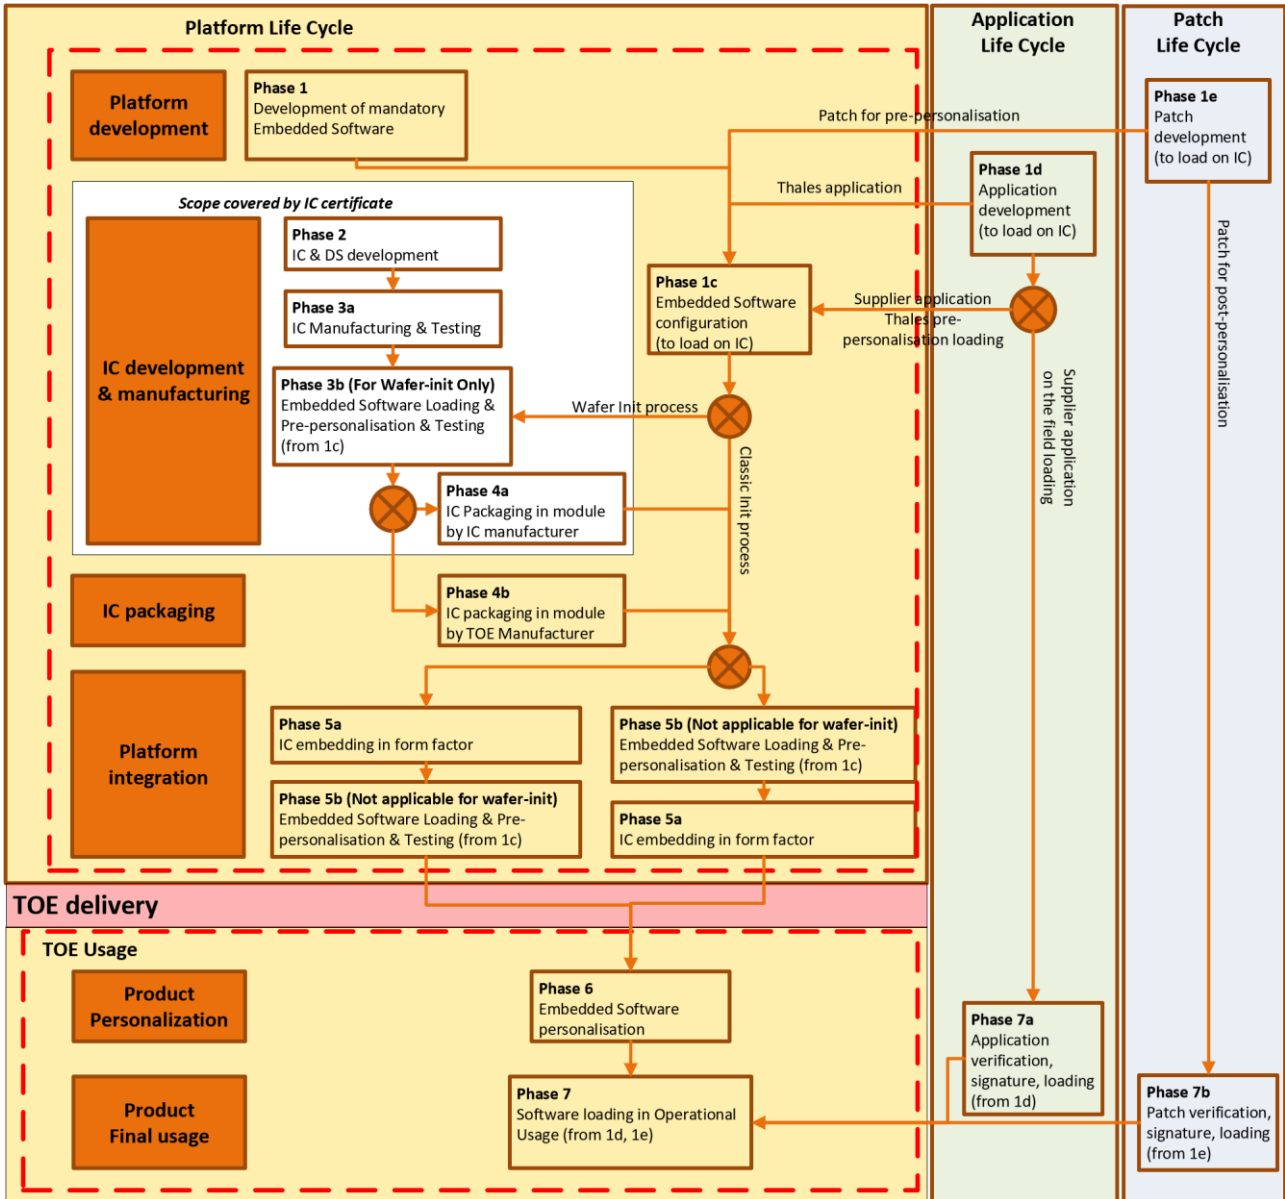 Platform Life Cycle
Application
Life Cycle
Patch
Life Cycle
Platform
development
Phase 1
Development of mandatory
Embedded Software
Patch for pre-personalisation
Phase 1e
Patch
development
(to load on IC)
Thales application
Phase 1d
Application
development
(to load on IC)
Scope covered by IC certificate
IC development
& manufacturing
Phase 2
IC & DS development
Phase 3a
IC Manufacturing & Testing
Phase 3b (For Wafer-init Only)
Embedded Software Loading &
Pre-personalisation & Testing
(from 1c)
Phase 1c
Embedded Software
configuration
(to load on IC)
Supplier application
Thales pre-
personalisation loading
Patch for post-personalisation
Wafer Init process
Supplier application
on the field loading
Classic Init process
Phase 4a
IC Packaging in module
by IC manufacturer
IC packaging
Phase 4b
IC packaging in module
by TOE Manufacturer
Platform
integration
Phase 5a
IC embedding in form factor
Phase 5b (Not applicable for wafer-init)
Embedded Software Loading & Pre-
personalisation & Testing (from 1c)
Phase 5b (Not applicable for wafer-init)
Embedded Software Loading & Pre-
personalisation & Testing (from 1c)
Phase 5a
IC embedding in form factor
TOE delivery
TOE Usage
Product
Personalization
Phase 6
Embedded Software
personalisation
Phase 7a
Application
verification,
signature, loading
(from 1d)
Product
Final usage
Phase 7
Software loading in Operational
Usage (from 1d, 1e)
Phase 7b
Patch verification,
signature, loading
(from 1e)